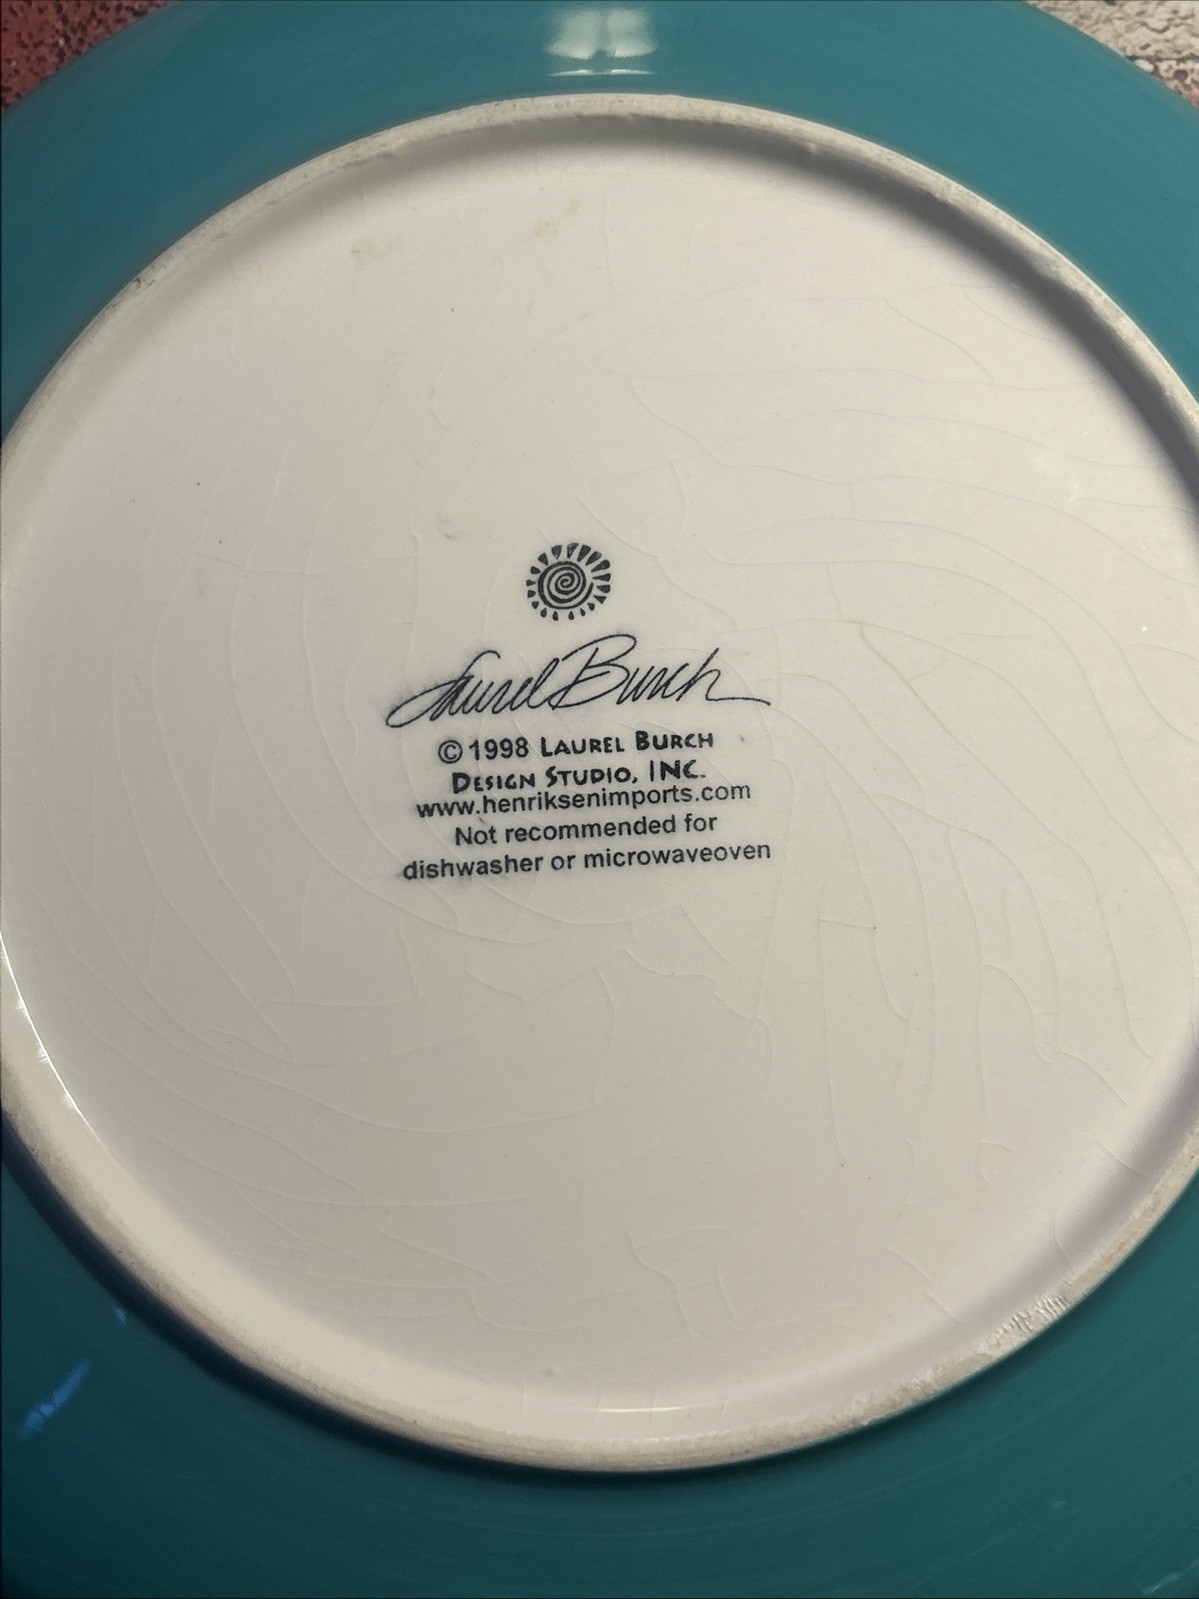 Laurel Burch
© 1998 LAUREL BURCH
DESIGN STUDIO, INC.
www.henriksenimports.com
Not recommended for
dishwasher or microwaveoven